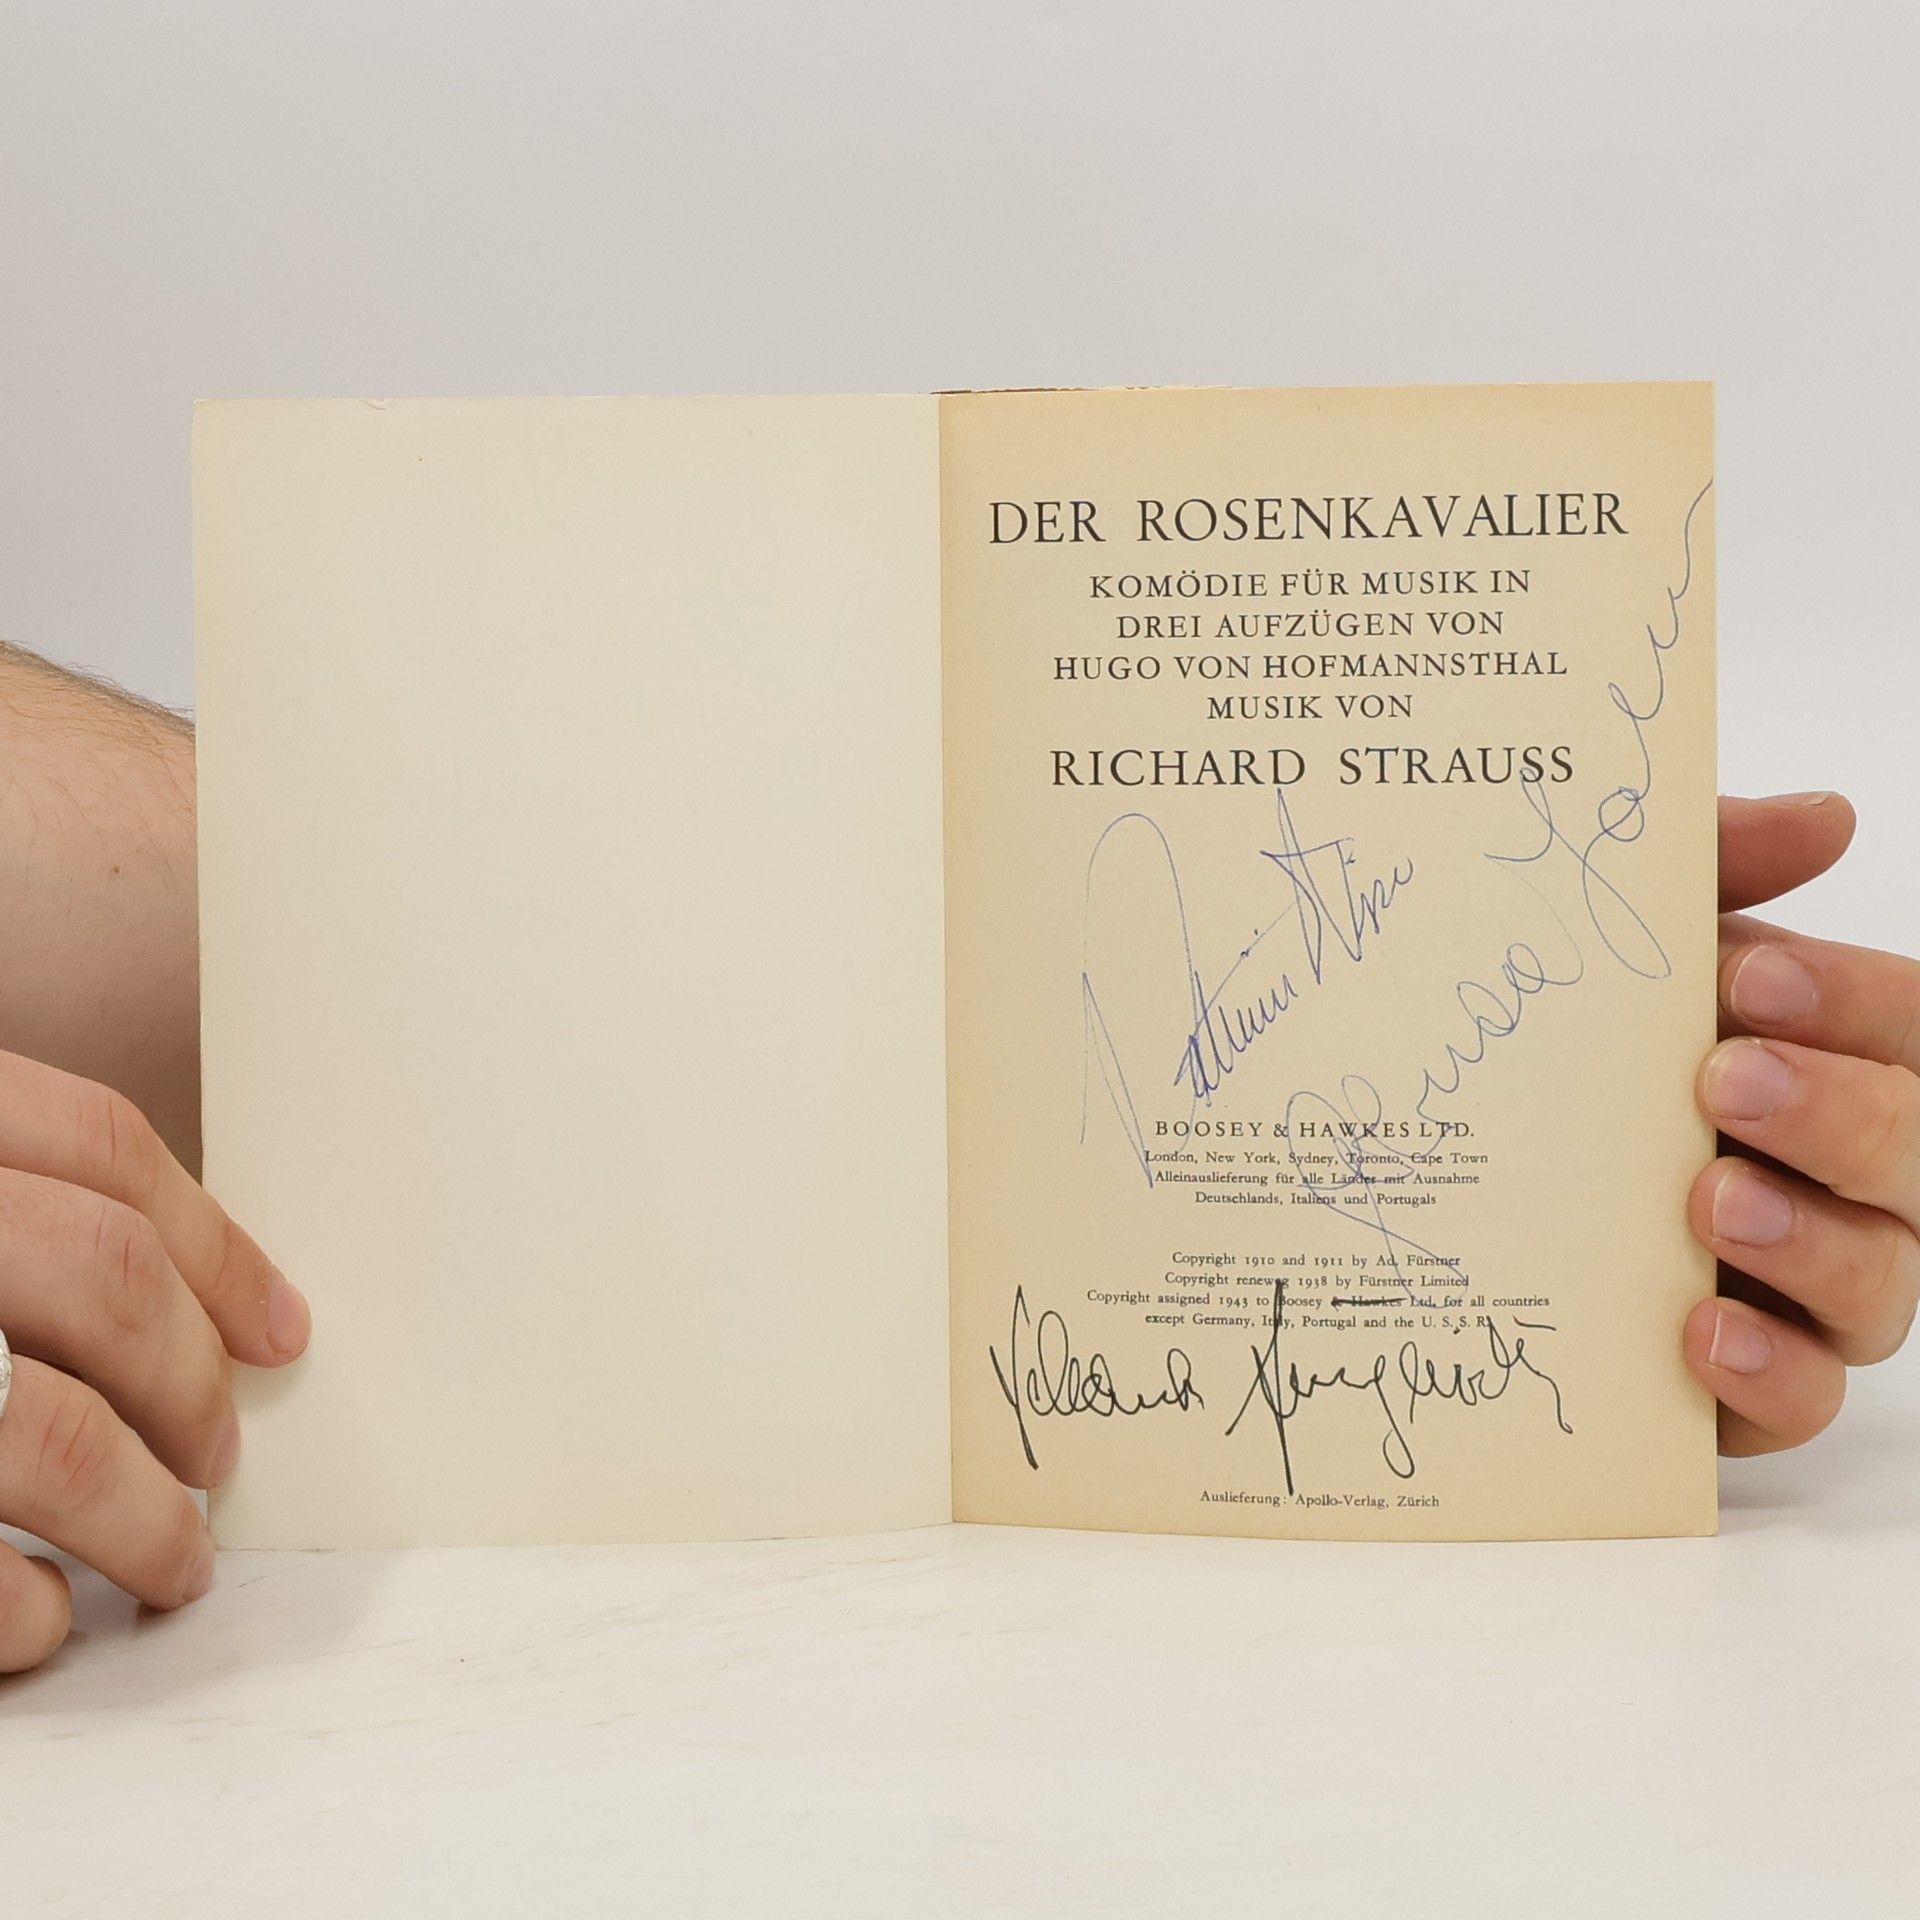 DER ROSENKAVALIER
KOMÖDIE FÜR MUSIK IN
DREI AUFZÜGEN VON
HUGO VON HOFMANNSTHAL
MUSIK VON
RICHARD STRAUSS
BOOSEY & HAWKES LTD.
London, New York, Sydney, Toronto, Cape Town
Alleinauslieferung für alle Länder mit Ausnahme
Deutschlands, Italiens und Portugals
Copyright 1910 and 1911 by Ad. Fürstner
Copyright 1938 by Fürstner Limited
Copyright assigned 1943 to Boosey & Hawkes Ltd. for all countries
except Germany, Italy, Portugal and the U. S. S. R.
Auslieferung: Apollo-Verlag, Zürich